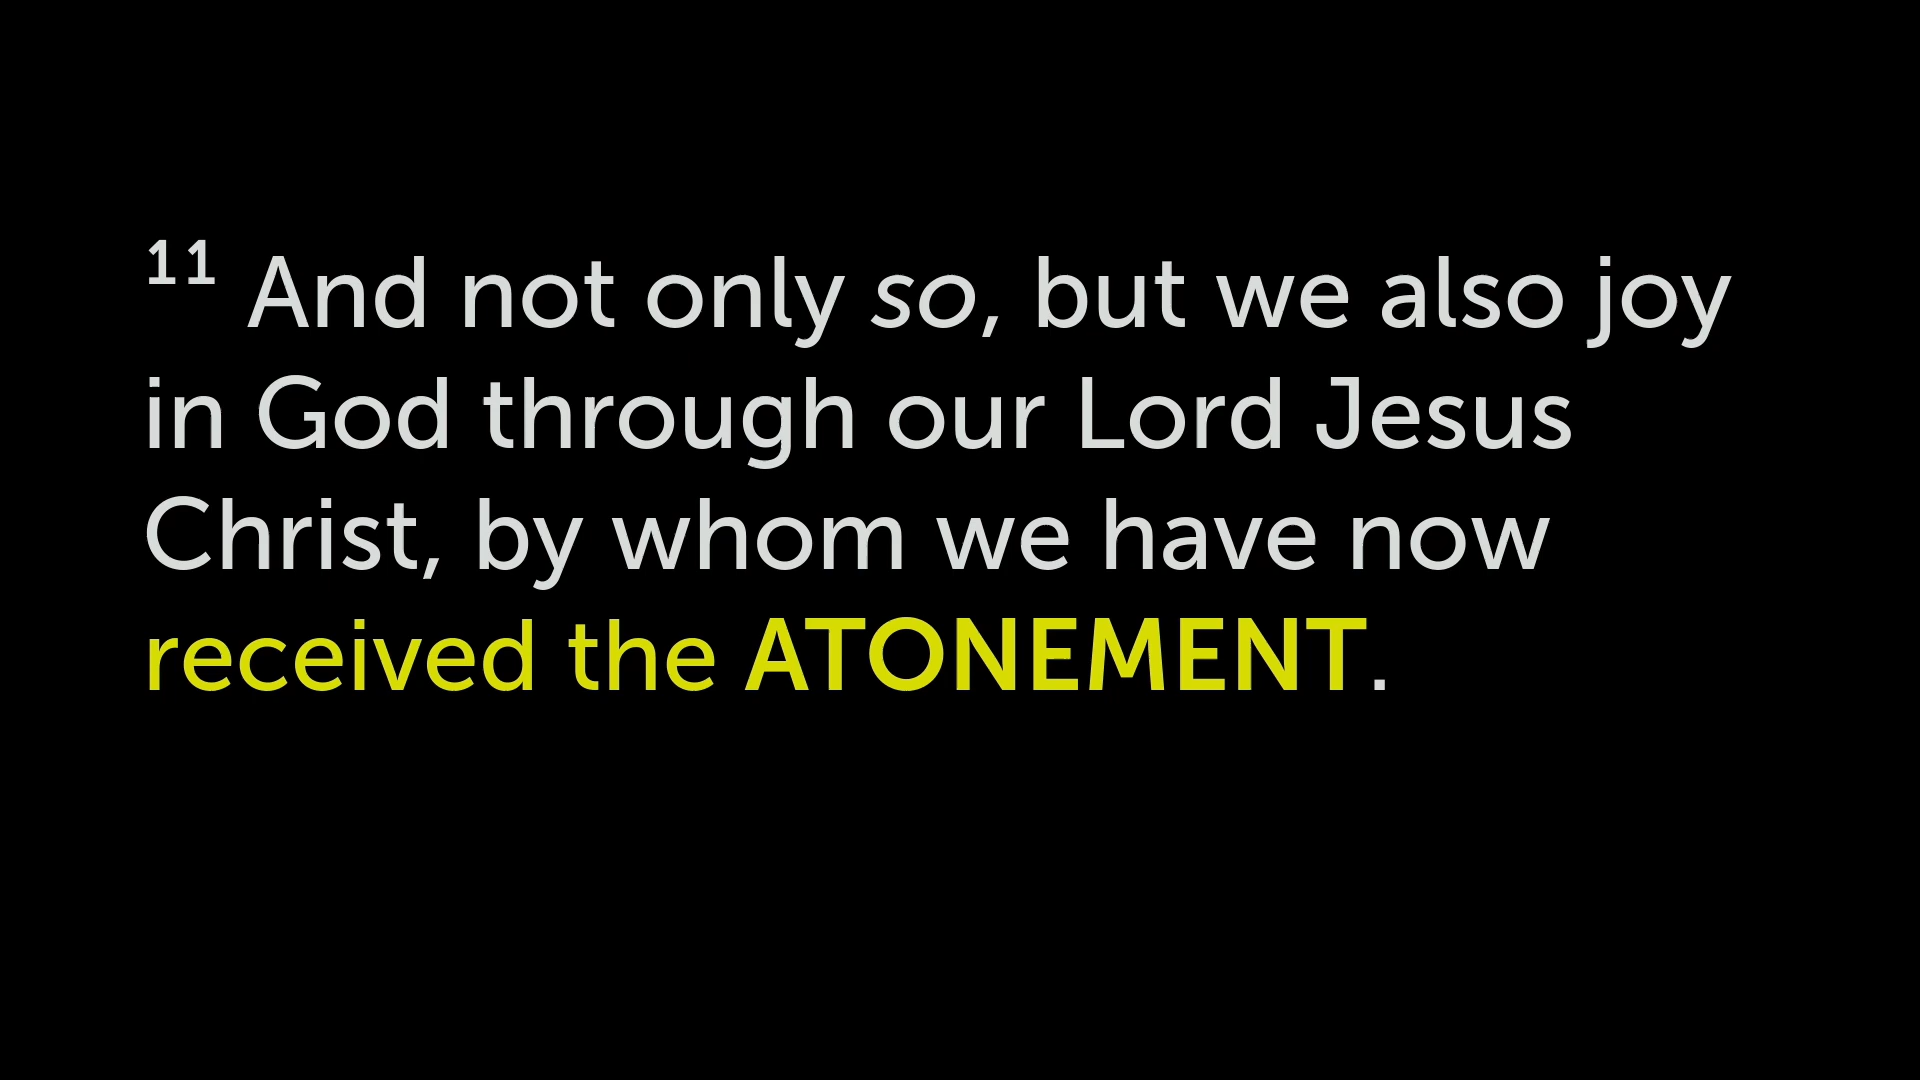 11 And not only so, but we also joy
in God through our Lord Jesus
Christ, by whom we have now
received the ATONEMENT.